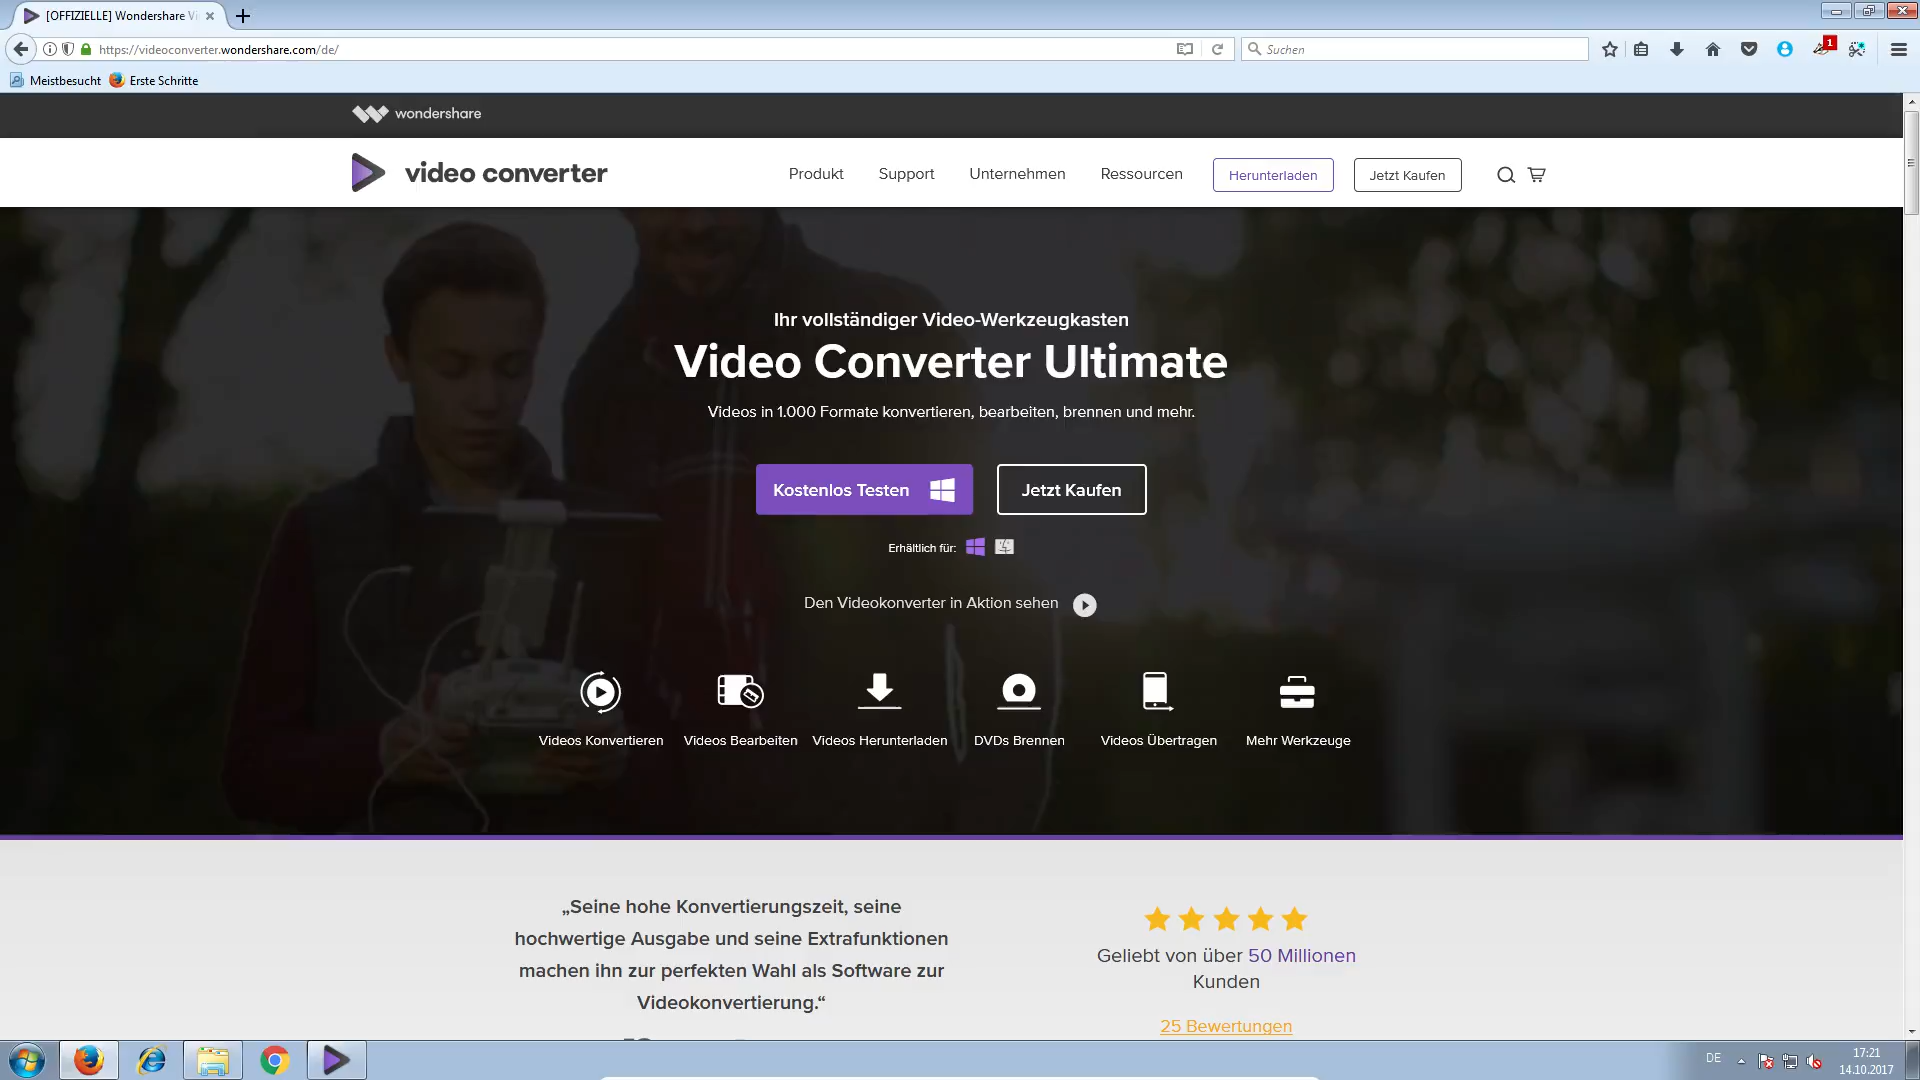 [OFFIZIELLE] Wondershare Vi
https://videoconverter.wondershare.com/de/
Suchen
1
Meistbesucht
Erste Schritte
wondershare
video converter
Produkt
Support
Unternehmen
Ressourcen
Herunterladen
Jetzt Kaufen
Ihr vollständiger Video-Werkzeugkasten
Video Converter Ultimate
Videos in 1.000 Formate konvertieren, bearbeiten, brennen und mehr.
Kostenlos Testen
Jetzt Kaufen
Erhältlich für:
Den Videokonverter in Aktion sehen
Videos Konvertieren
Videos Bearbeiten
Videos Herunterladen
DVDs Brennen
Videos Übertragen
Mehr Werkzeuge
„Seine hohe Konvertierungszeit, seine
hochwertige Ausgabe und seine Extrafunktionen
machen ihn zur perfekten Wahl als Software zur
Videokonvertierung.“
Geliebt von über 50 Millionen
Kunden
25 Bewertungen
DE
17:21
14.10.2017